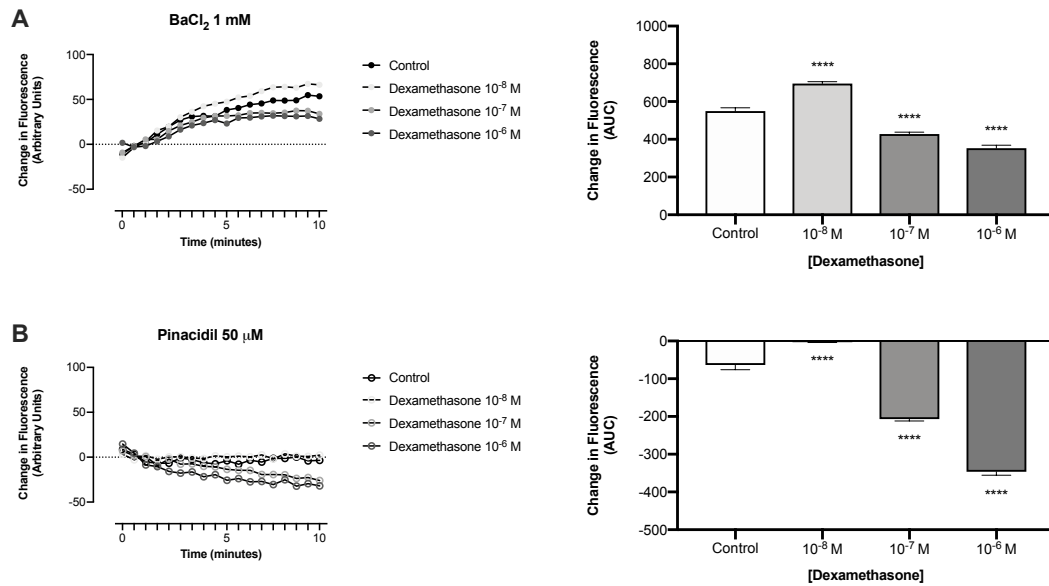 A
BaCl₂ 1 mM
Change in Fluorescence
(Arbitrary Units)
100
50
0
-50
0
5
10
Time (minutes)
Control
Dexamethasone 10⁻⁸ M
Dexamethasone 10⁻⁷ M
Dexamethasone 10⁻⁶ M
Change in Fluorescence
(AUC)
1000
800
600
400
200
0
****
****
****
Control
10⁻⁸ M
10⁻⁷ M
10⁻⁶ M
[Dexamethasone]
B
Pinacidil 50 μM
Change in Fluorescence
(Arbitrary Units)
100
50
0
-50
0
5
10
Time (minutes)
Control
Dexamethasone 10⁻⁸ M
Dexamethasone 10⁻⁷ M
Dexamethasone 10⁻⁶ M
Change in Fluorescence
(AUC)
0
-100
-200
-300
-400
-500
****
****
****
Control
10⁻⁸ M
10⁻⁷ M
10⁻⁶ M
[Dexamethasone]